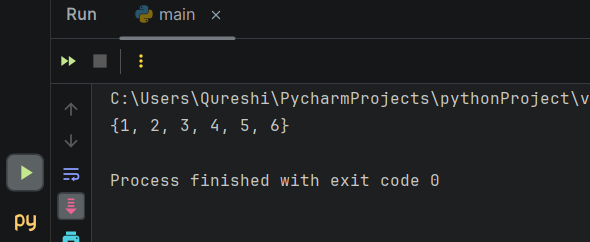 Run main
C:\Users\Qureshi\PycharmProjects\pythonProject\v
{1, 2, 3, 4, 5, 6}
Process finished with exit code 0
py